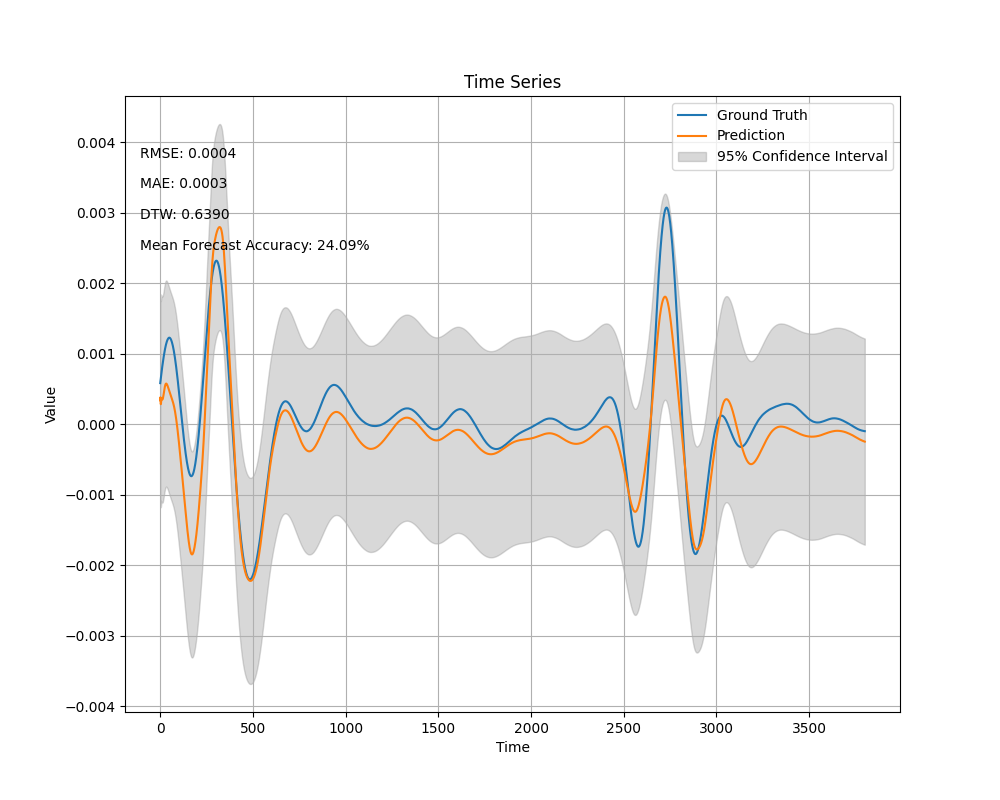 Time Series
Ground Truth
Prediction
95% Confidence Interval
RMSE: 0.0004
MAE: 0.0003
DTW: 0.6390
Mean Forecast Accuracy: 24.09%
Value
0.004
0.003
0.002
0.001
0.000
−0.001
−0.002
−0.003
−0.004
0 500 1000 1500 2000 2500 3000 3500
Time